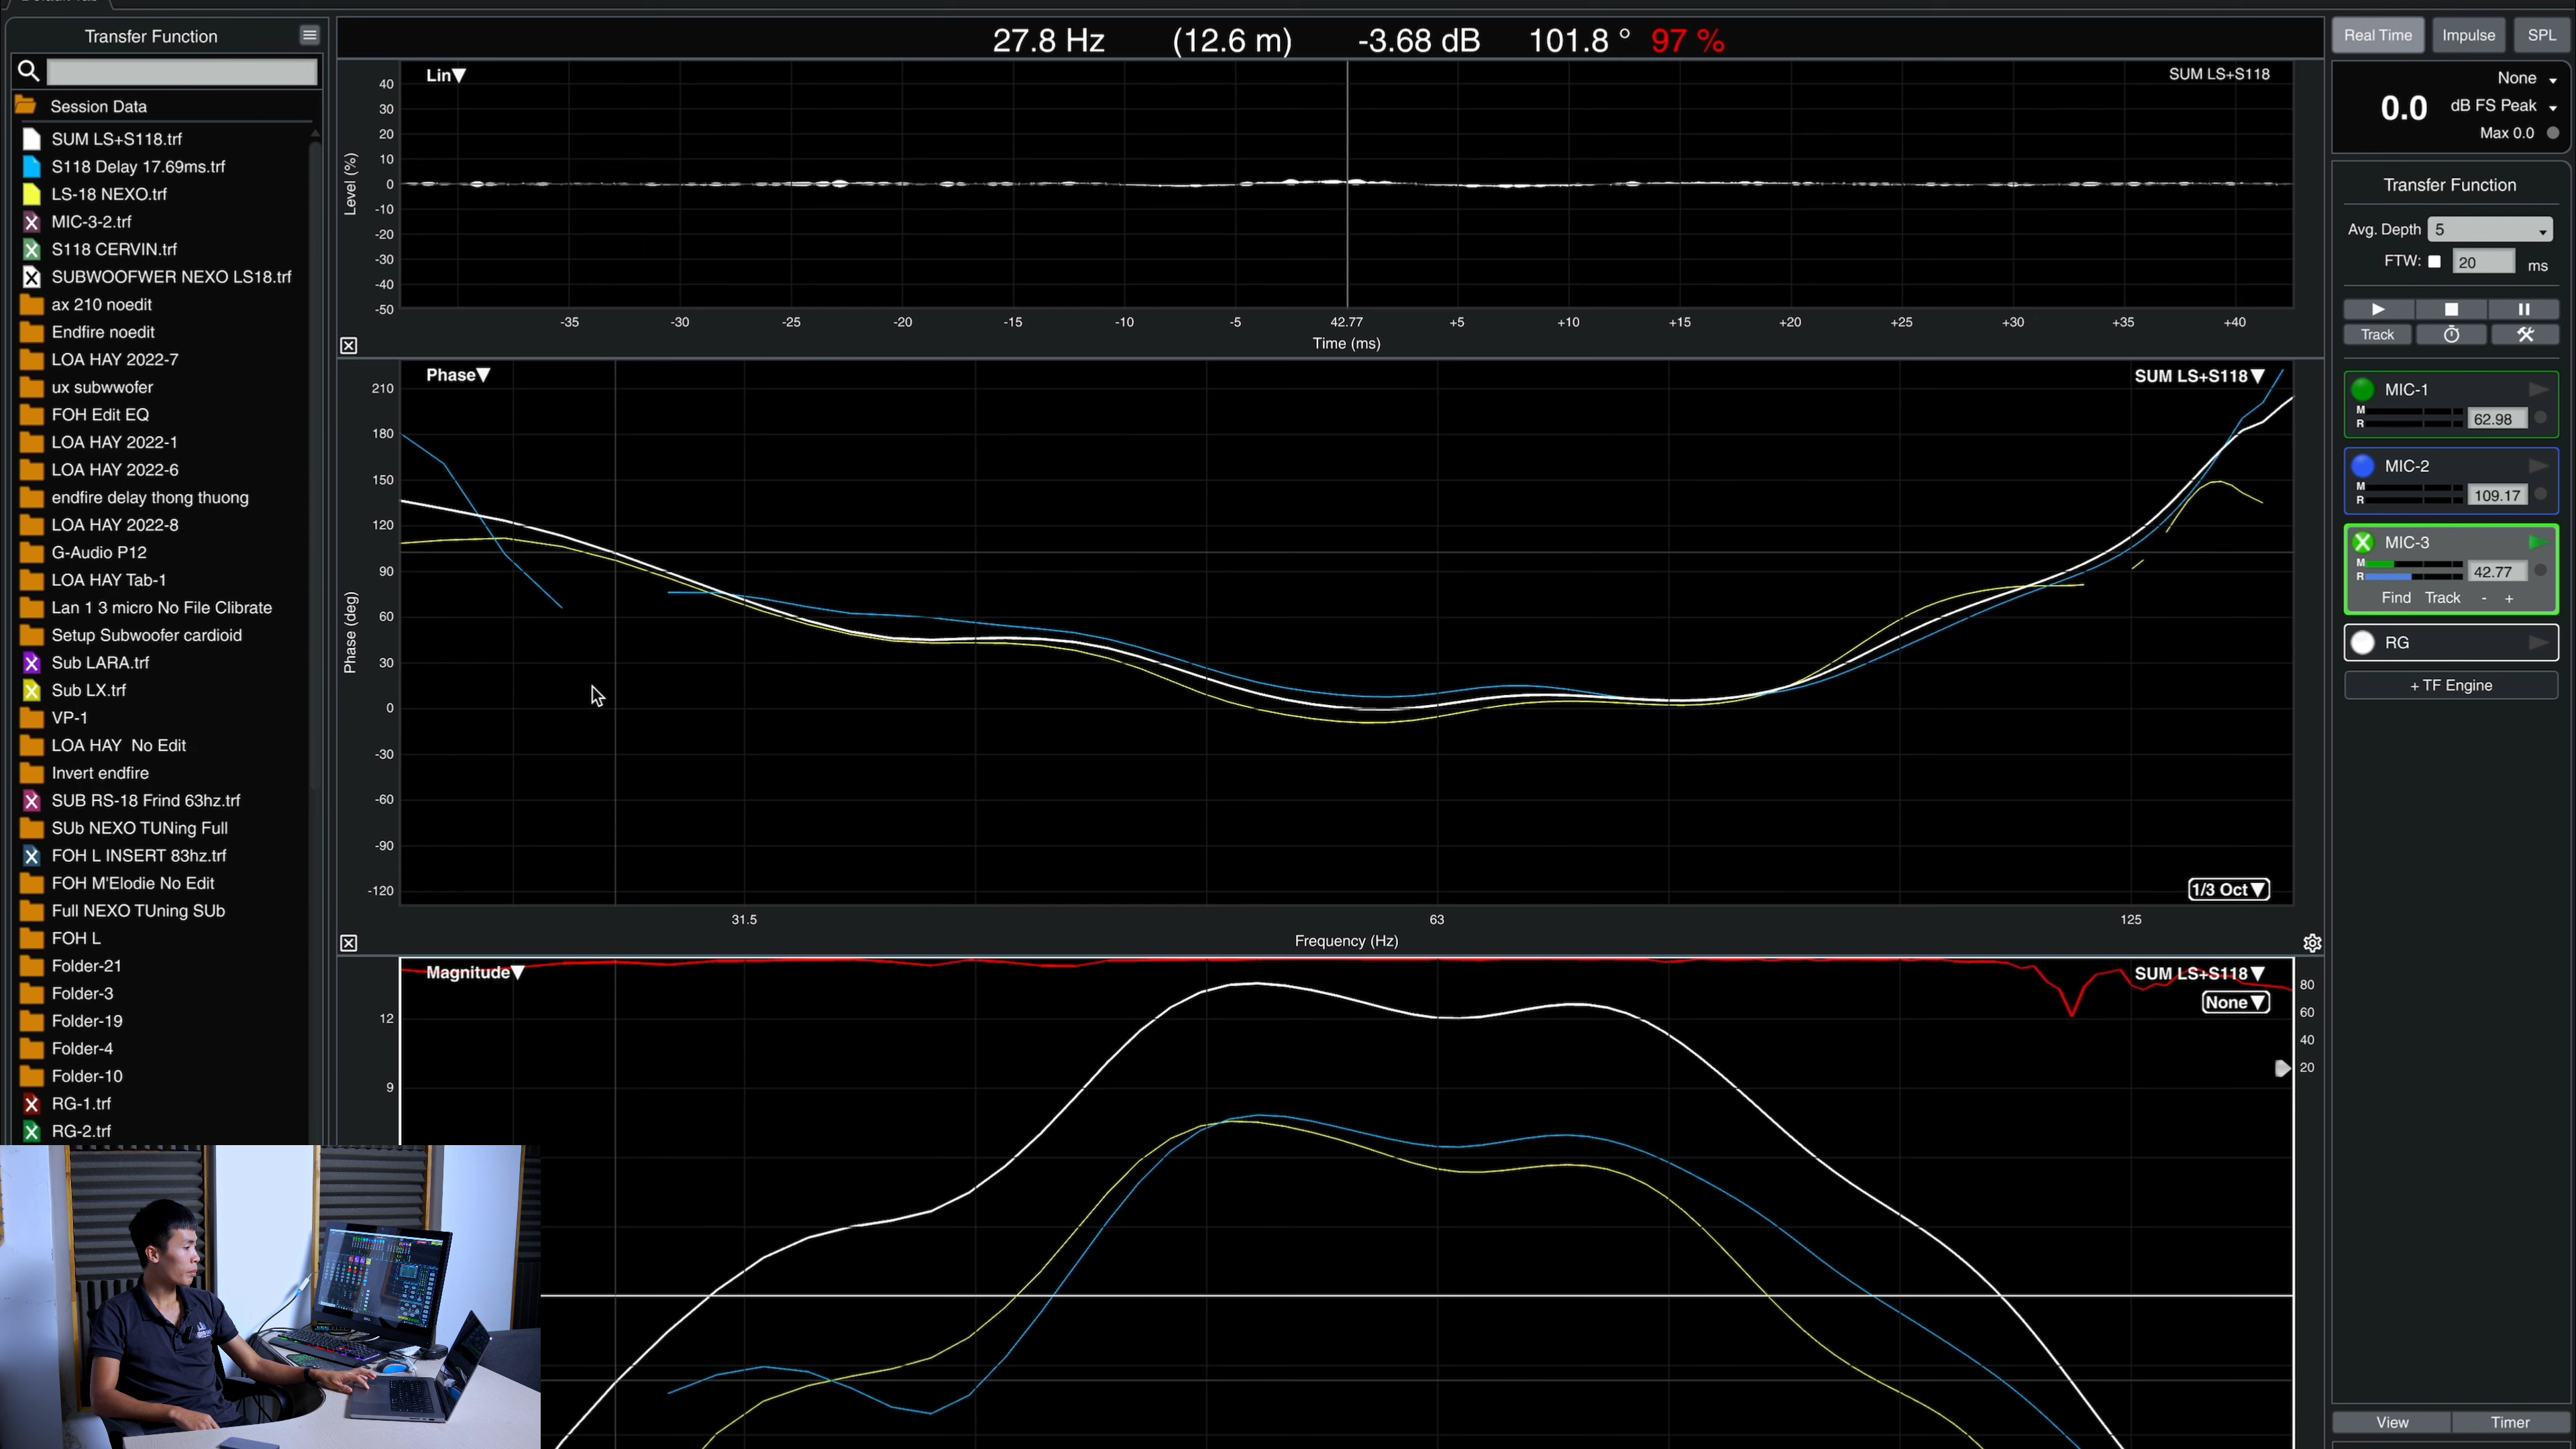 Transfer Function
Session Data
SUM LS+S118.trf
S118 Delay 17.69ms.trf
LS-18 NEXO.trf
MIC-3-2.trf
S118 CERVIN.trf
SUBWOOFWER NEXO LS18.trf
ax 210 noedit
Endfire noedit
LOA HAY 2022-7
ux subwwofer
FOH Edit EQ
LOA HAY 2022-1
LOA HAY 2022-6
endfire delay thong thuong
LOA HAY 2022-8
G-Audio P12
LOA HAY Tab-1
Lan 1 3 micro No File Clibrate
Setup Subwoofer cardioid
Sub LARA.trf
Sub LX.trf
VP-1
LOA HAY  No Edit
Invert endfire
SUB RS-18 Frind 63hz.trf
SUb NEXO TUNing Full
FOH L INSERT 83hz.trf
FOH M'Elodie No Edit
Full NEXO TUning SUb
FOH L
Folder-21
Folder-3
Folder-19
Folder-4
Folder-10
RG-1.trf
RG-2.trf
27.8 Hz (12.6 m) -3.68 dB 101.8 ° 97 %
Lin▼ SUM LS+S118
Level (%)
40
30
20
10
0
-10
-20
-30
-40
-50
-35 -30 -25 -20 -15 -10 -5 42.77 +5 +10 +15 +20 +25 +30 +35 +40
Time (ms)
Phase▼ SUM LS+S118▼
Phase (deg)
210
180
150
120
90
60
30
0
-30
-60
-90
-120
1/3 Oct▼
31.5 63 125
Frequency (Hz)
Magnitude▼ SUM LS+S118▼
None▼
12
9
80
60
40
20
Real Time Impulse SPL
None
0.0 dB FS Peak
Max 0.0
Transfer Function
Avg. Depth 5
FTW: 20 ms
Track
MIC-1
M
R 62.98
MIC-2
M
R 109.17
MIC-3
M
R 42.77
Find Track - +
RG
+ TF Engine
View Timer